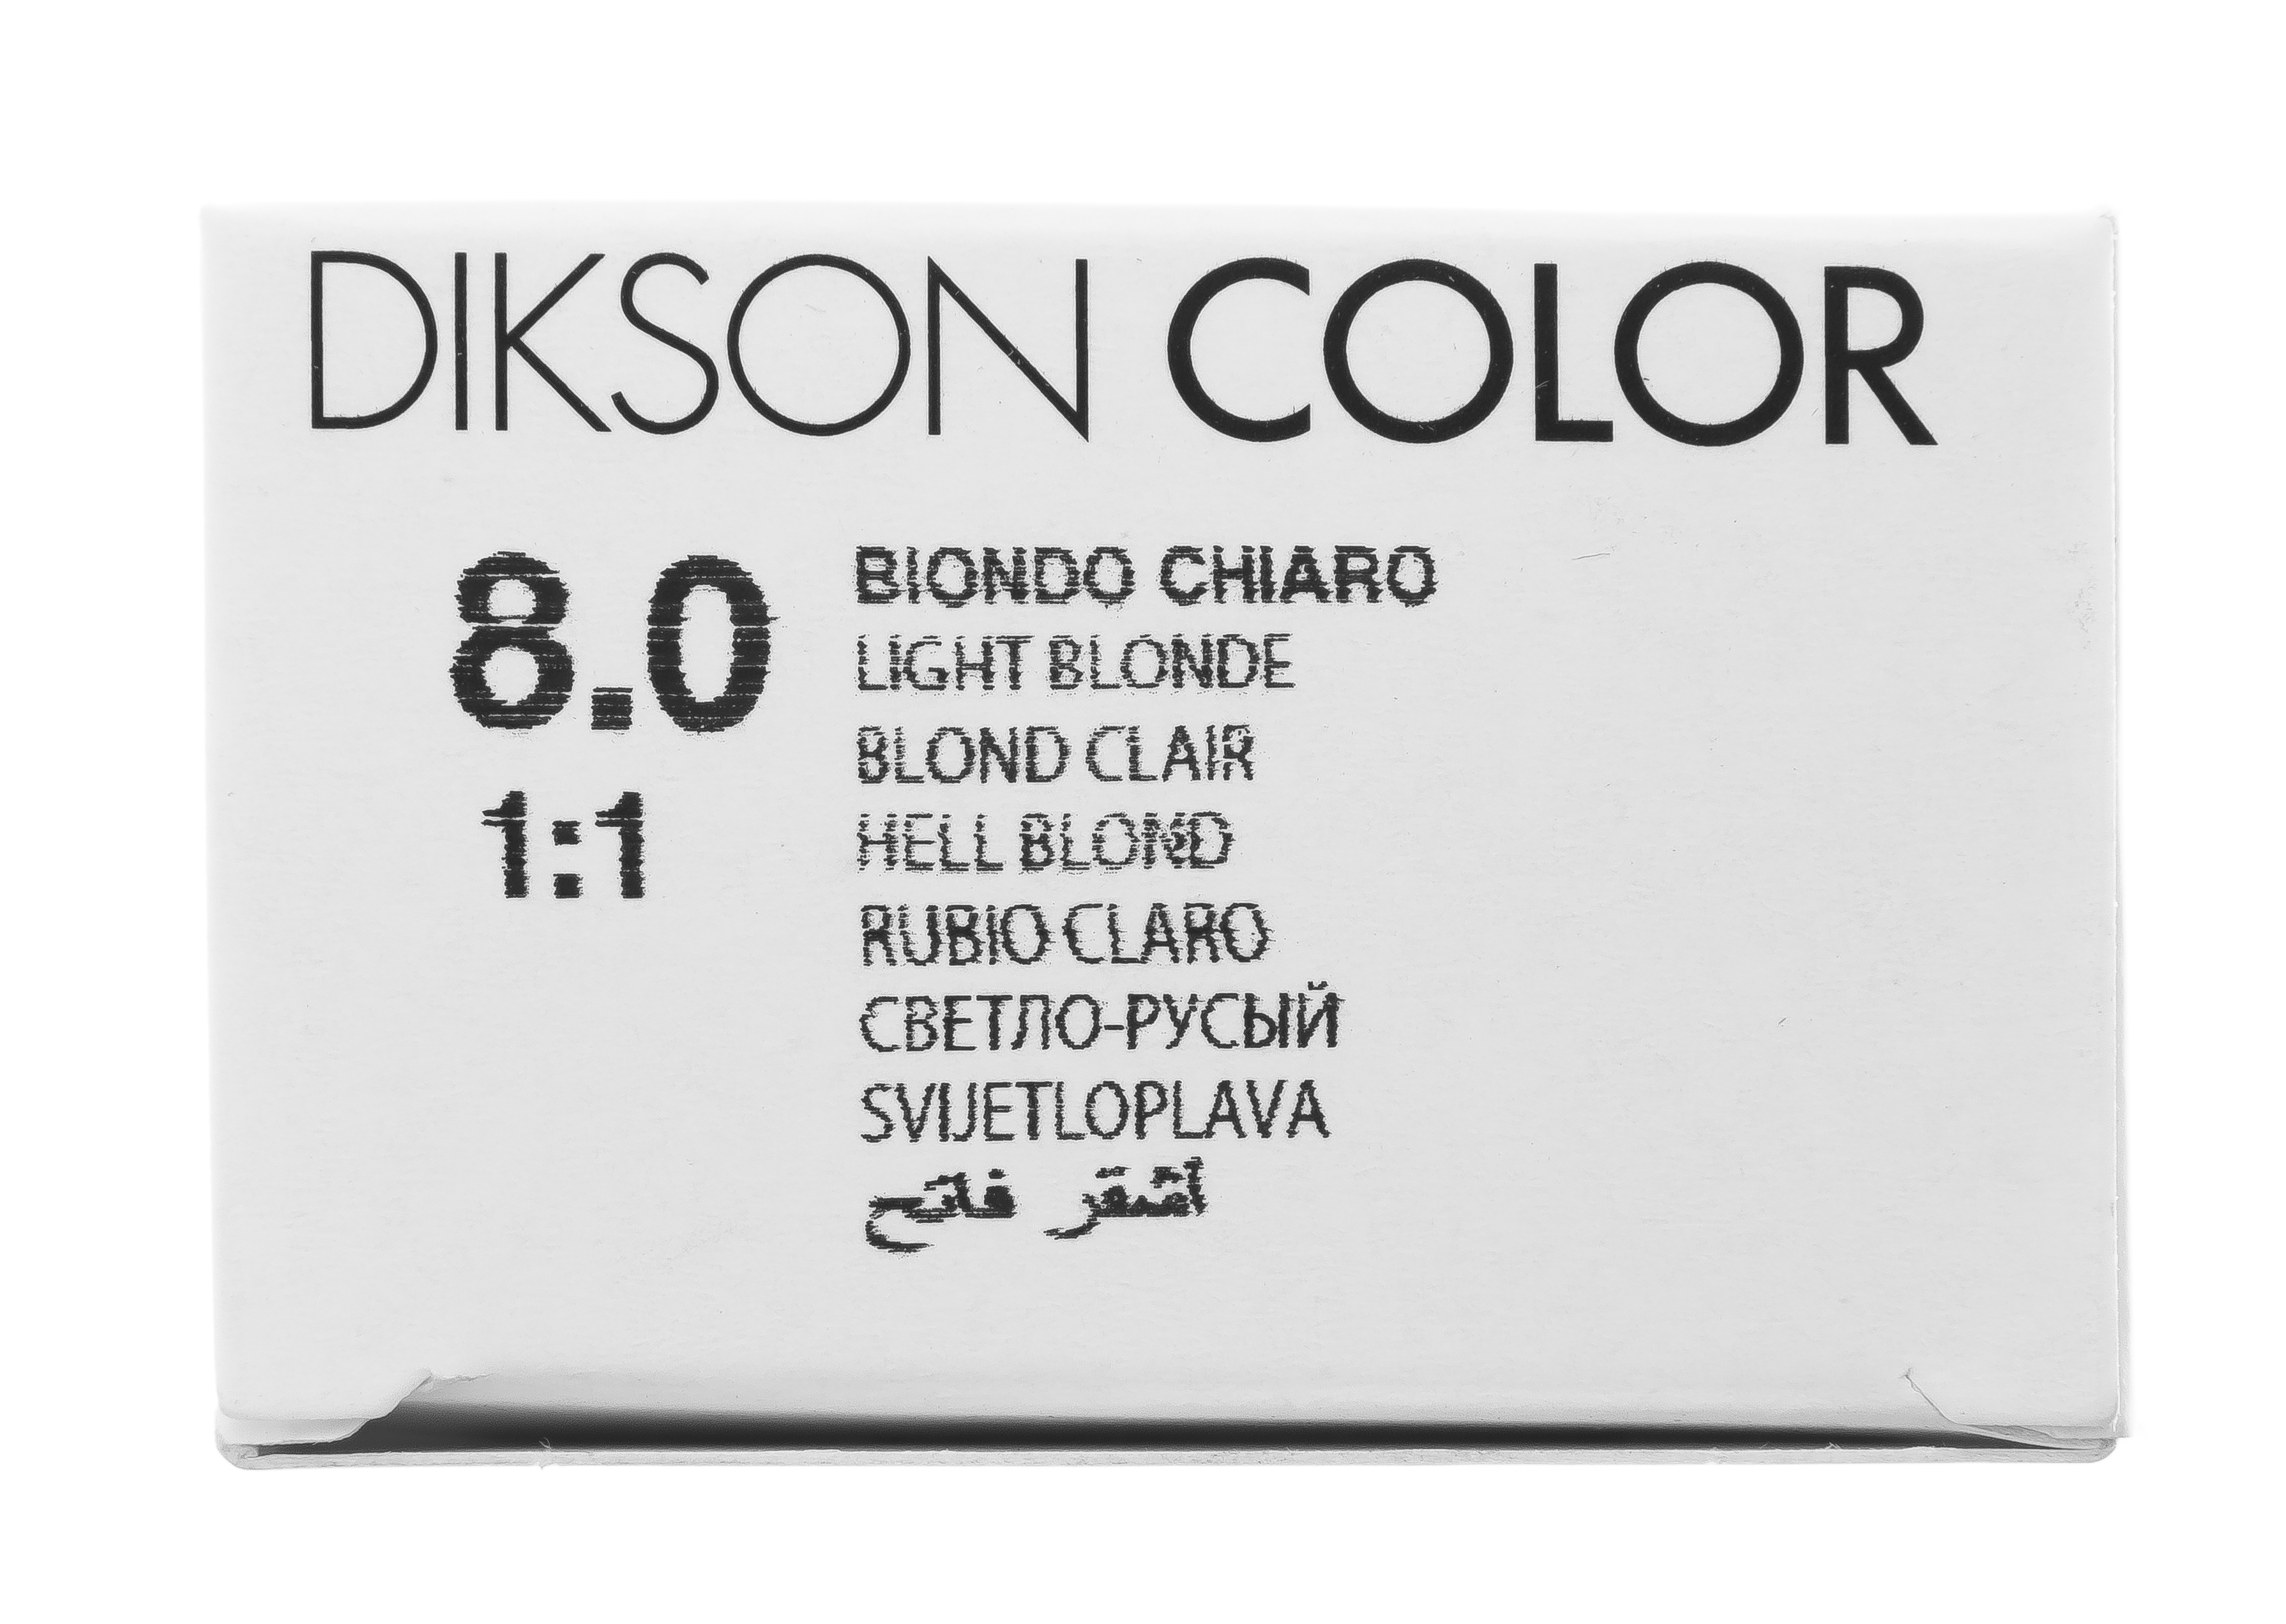 DIKSON COLOR
8.0
1:1
BIONDO CHIARO
LIGHT BLONDE
BLOND CLAIR
HELL BLOND
RUBIO CLARO
СВЕТЛО-РУСЫЙ
SVIJETLOPLAVA
اشقر فاتح